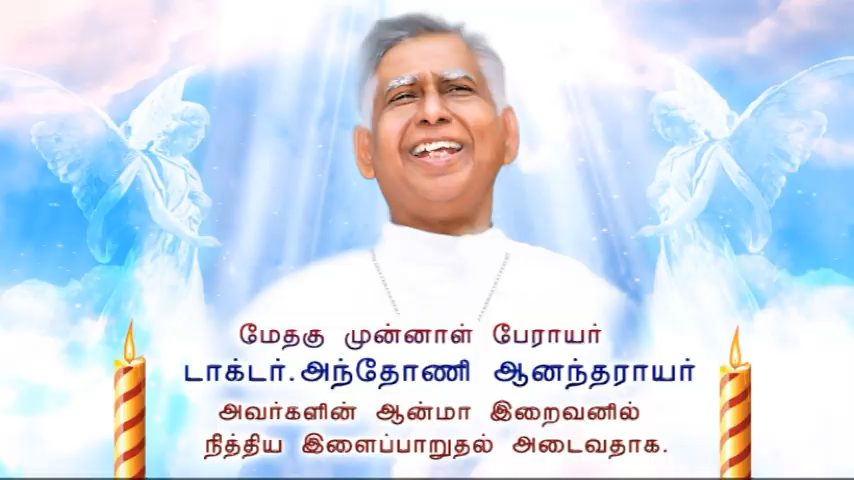 மேதகு முன்னாள் பேராயர்
டாக்டர்.அந்தோணி ஆனந்தராயர்
அவர்களின் ஆன்மா இறைவனில்
நித்திய இளைப்பாறுதல் அடைவதாக.